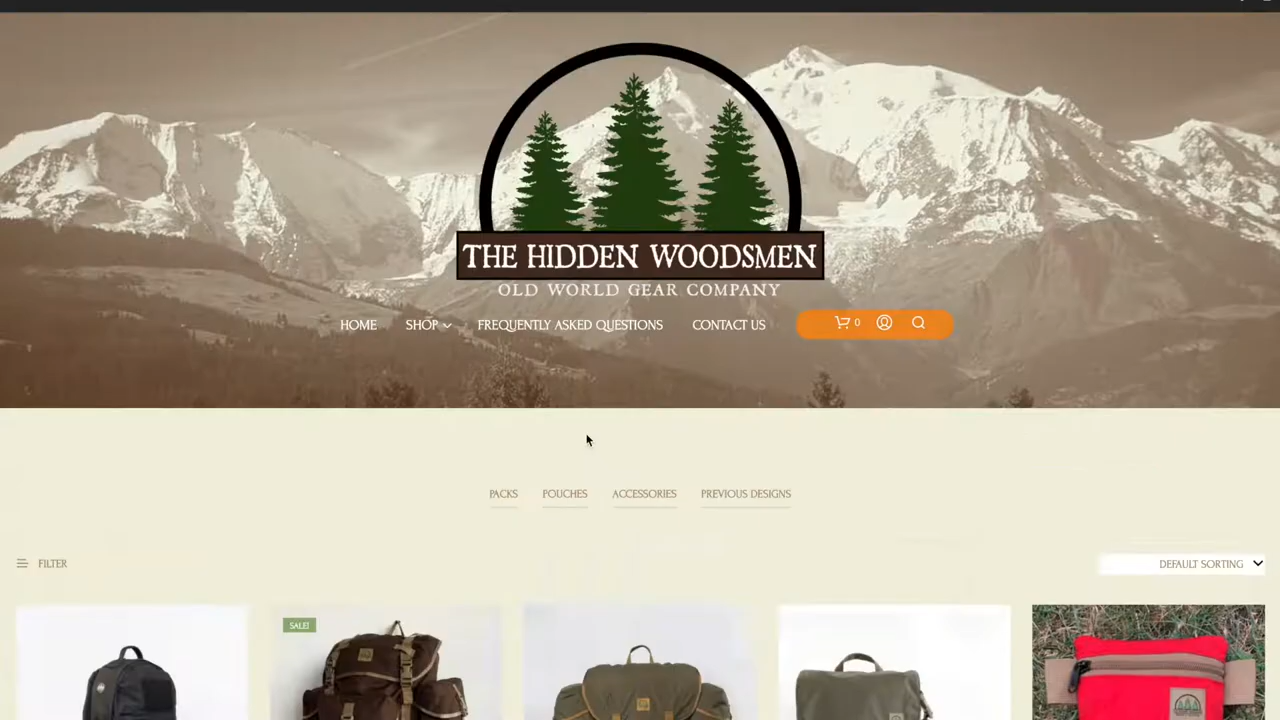 THE HIDDEN WOODSMEN
OLD WORLD GEAR COMPANY
HOME SHOP FREQUENTLY ASKED QUESTIONS CONTACT US 0
PACKS POUCHES ACCESSORIES PREVIOUS DESIGNS
FILTER DEFAULT SORTING
SALE!